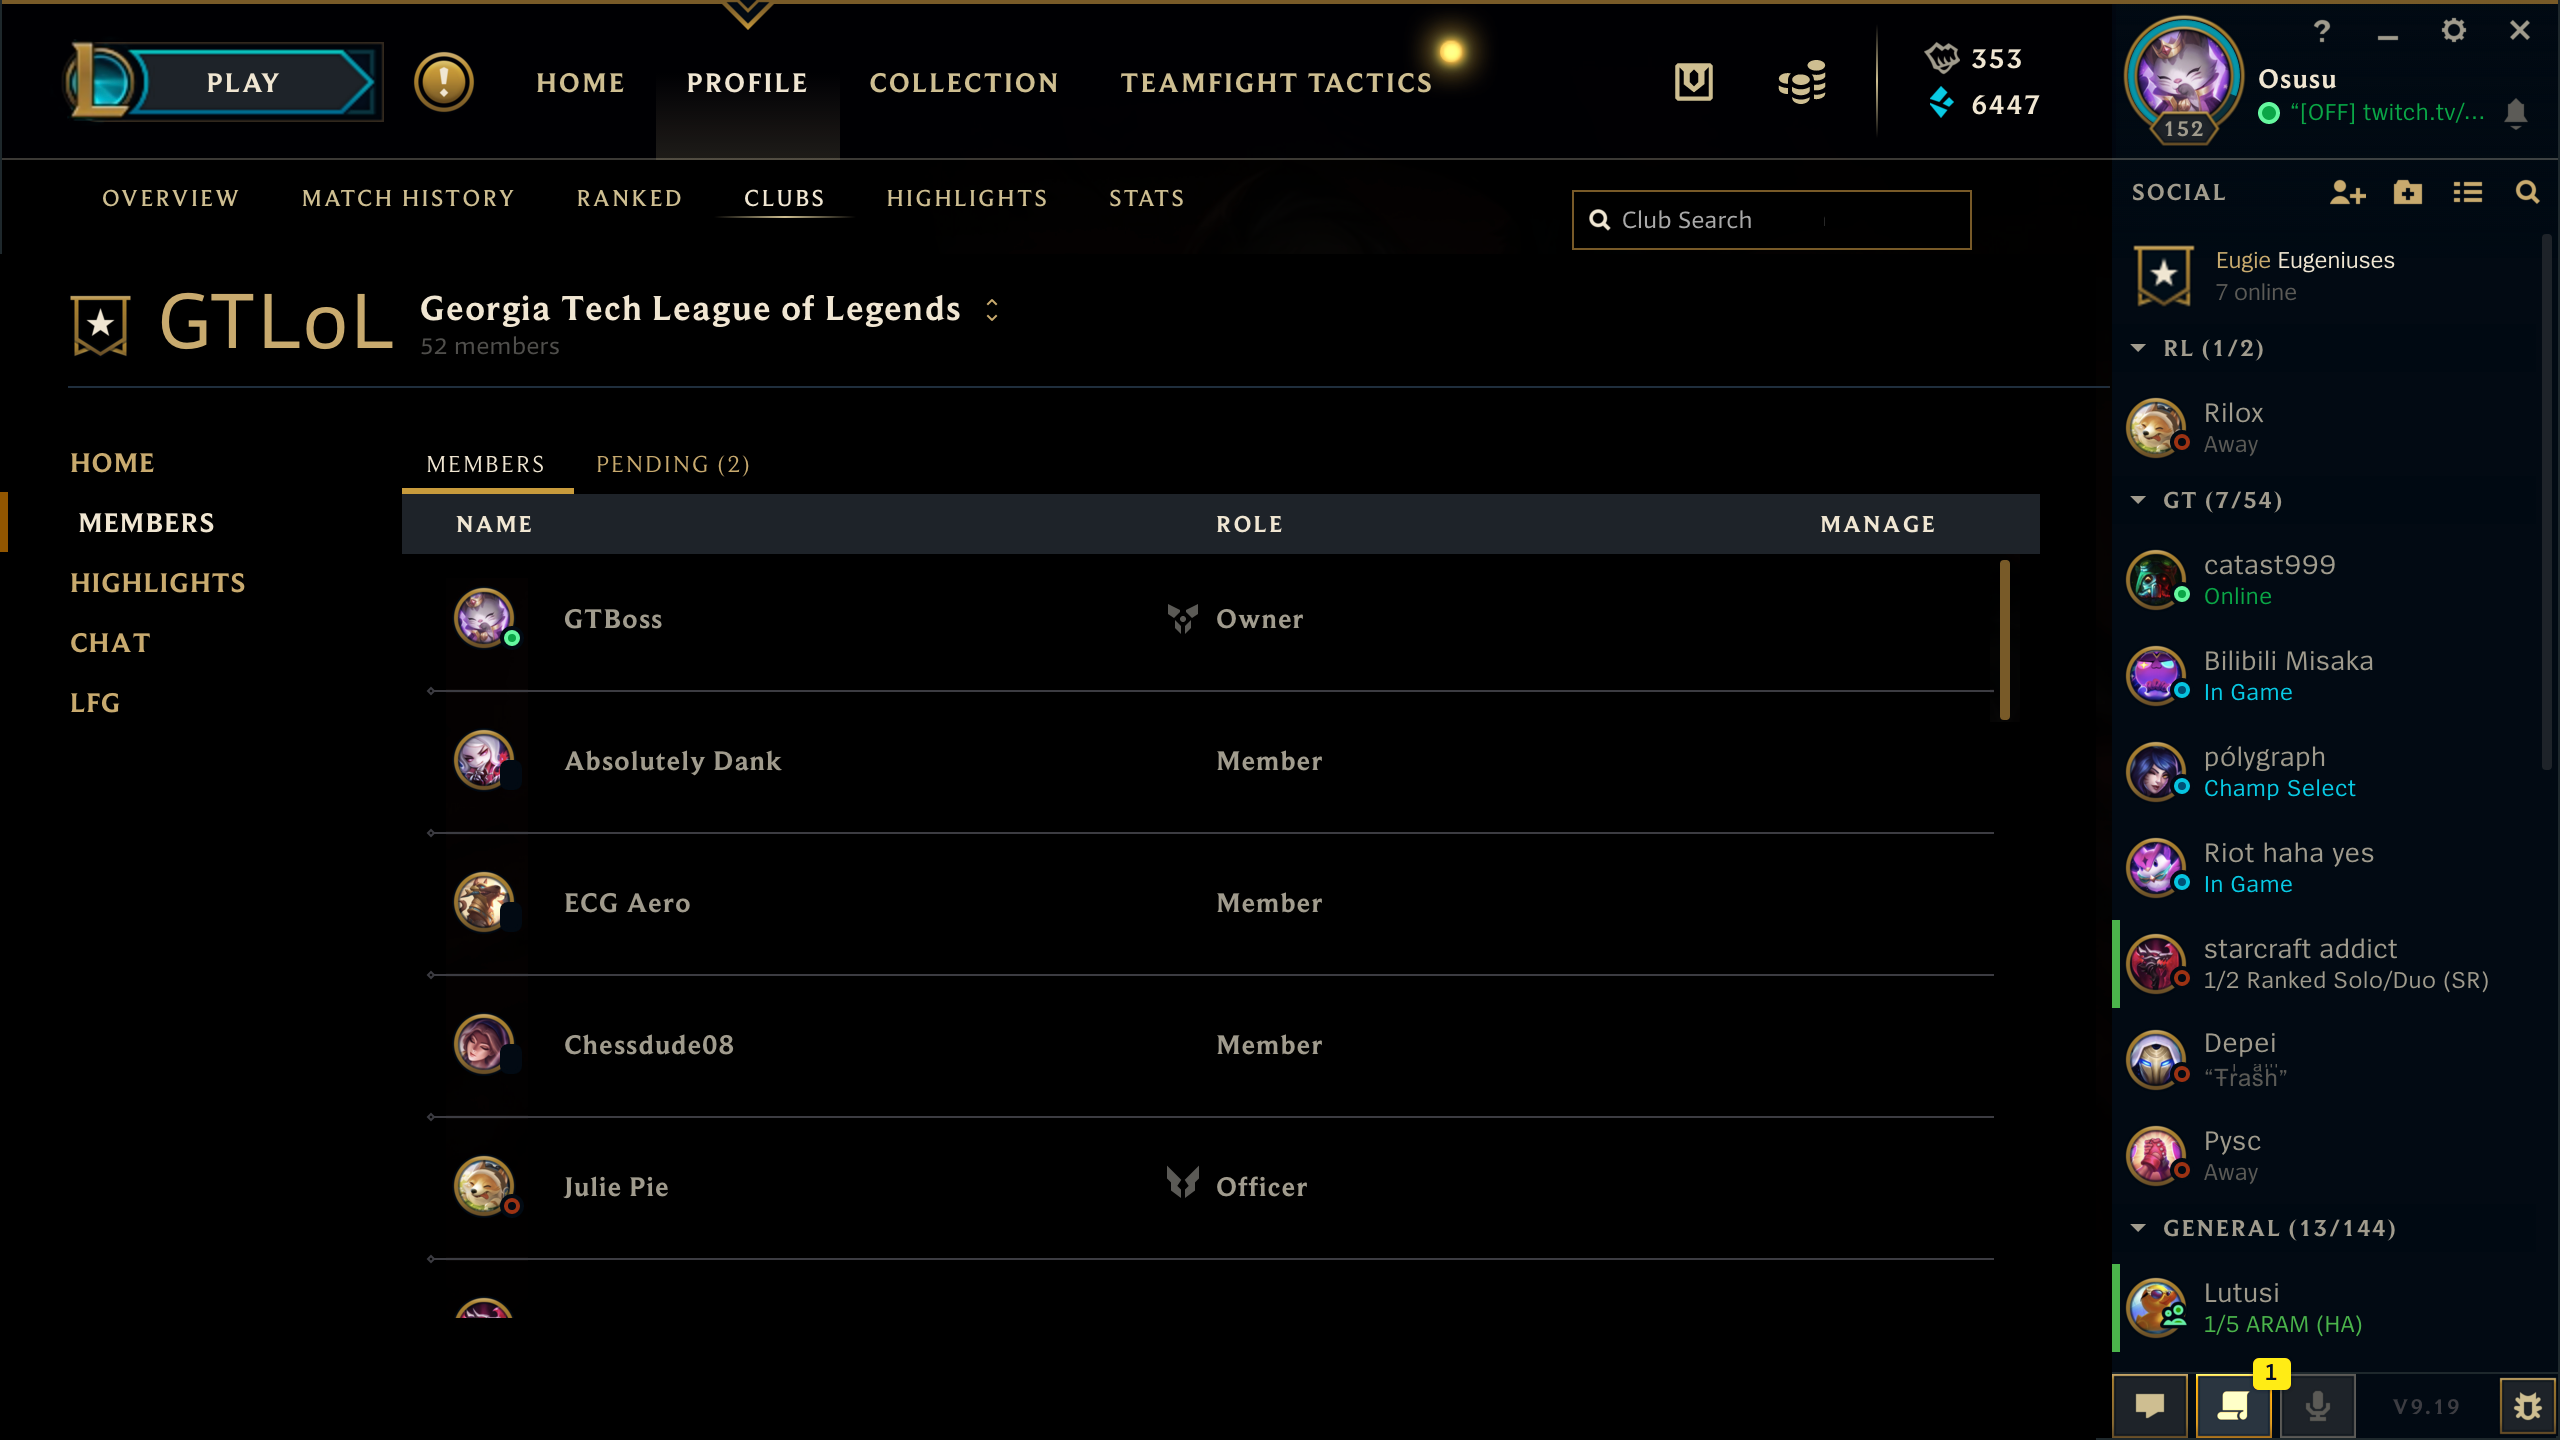 PLAY
HOME
PROFILE
COLLECTION
TEAMFIGHT TACTICS
353
6447
152
Osusu
“[OFF] twitch.tv/...
OVERVIEW
MATCH HISTORY
RANKED
CLUBS
HIGHLIGHTS
STATS
Club Search
GTLoL
Georgia Tech League of Legends
52 members
HOME
MEMBERS
HIGHLIGHTS
CHAT
LFG
MEMBERS
PENDING (2)
NAME
ROLE
MANAGE
GTBoss
Owner
Absolutely Dank
Member
ECG Aero
Member
Chessdude08
Member
Julie Pie
Officer
SOCIAL
Eugie Eugeniuses
7 online
RL (1/2)
Rilox
Away
GT (7/54)
catast999
Online
Bilibili Misaka
In Game
pólygraph
Champ Select
Riot haha yes
In Game
starcraft addict
1/2 Ranked Solo/Duo (SR)
Depei
Pysc
Away
GENERAL (13/144)
Lutusi
1/5 ARAM (HA)
1
V9.19